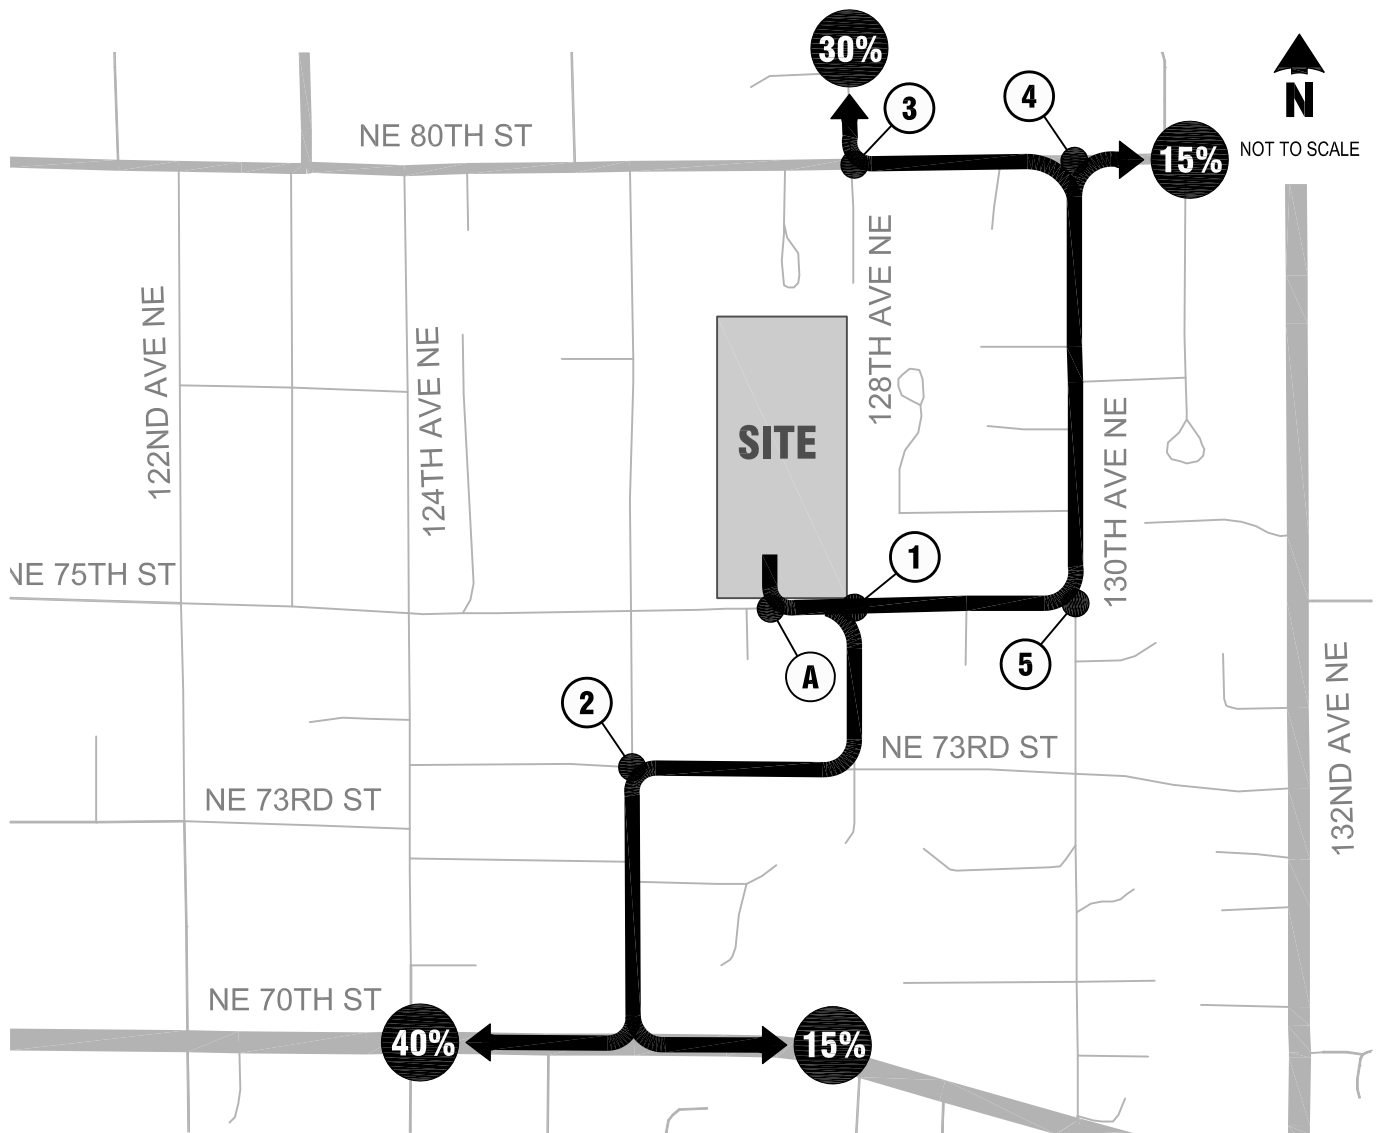 30%
3
4
N
NE 80TH ST
15%
NOT TO SCALE
128TH AVE NE
122ND AVE NE
124TH AVE NE
SITE
130TH AVE NE
1
NE 75TH ST
5
A
2
132ND AVE NE
NE 73RD ST
NE 73RD ST
NE 70TH ST
40%
15%